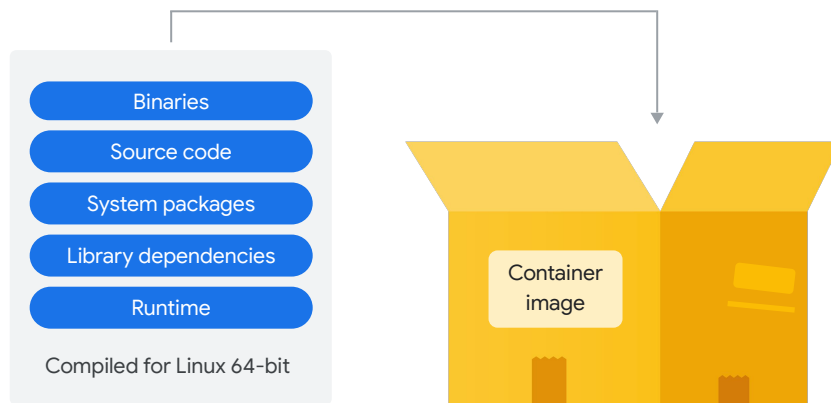 Binaries
Source code
System packages
Library dependencies
Runtime
Compiled for Linux 64-bit
Container
image